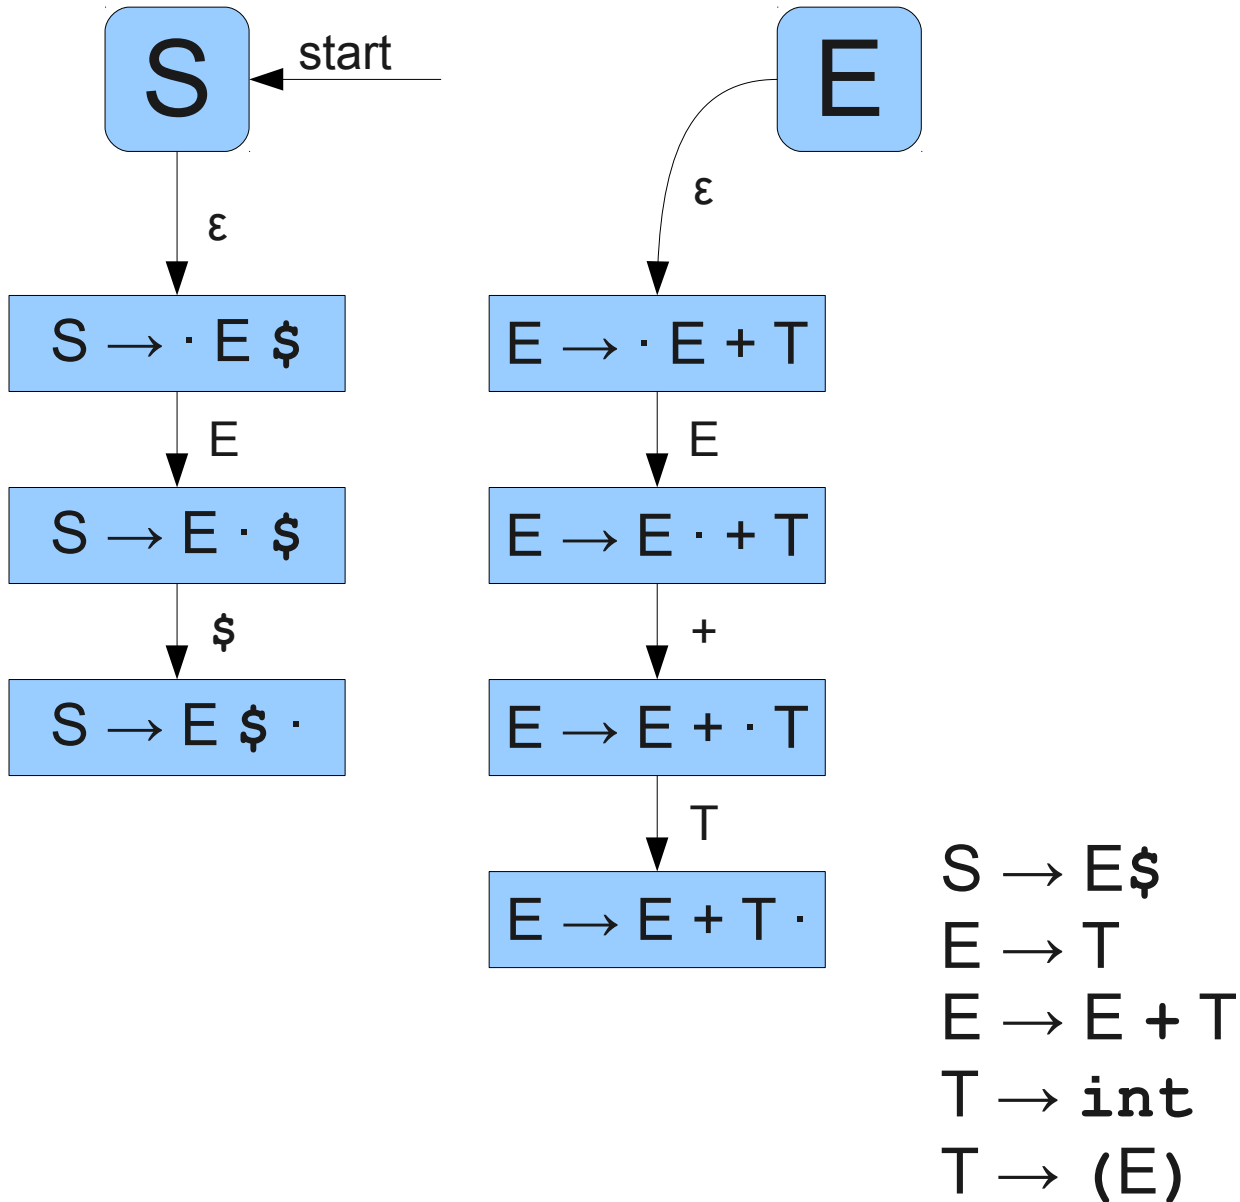 S start E
ε ε
S → · E $ E → · E + T
E E
S → E · $ E → E · + T
$ +
S → E $ · E → E + · T
T
E → E + T ·
S → E$
E → T
E → E + T
T → int
T → (E)